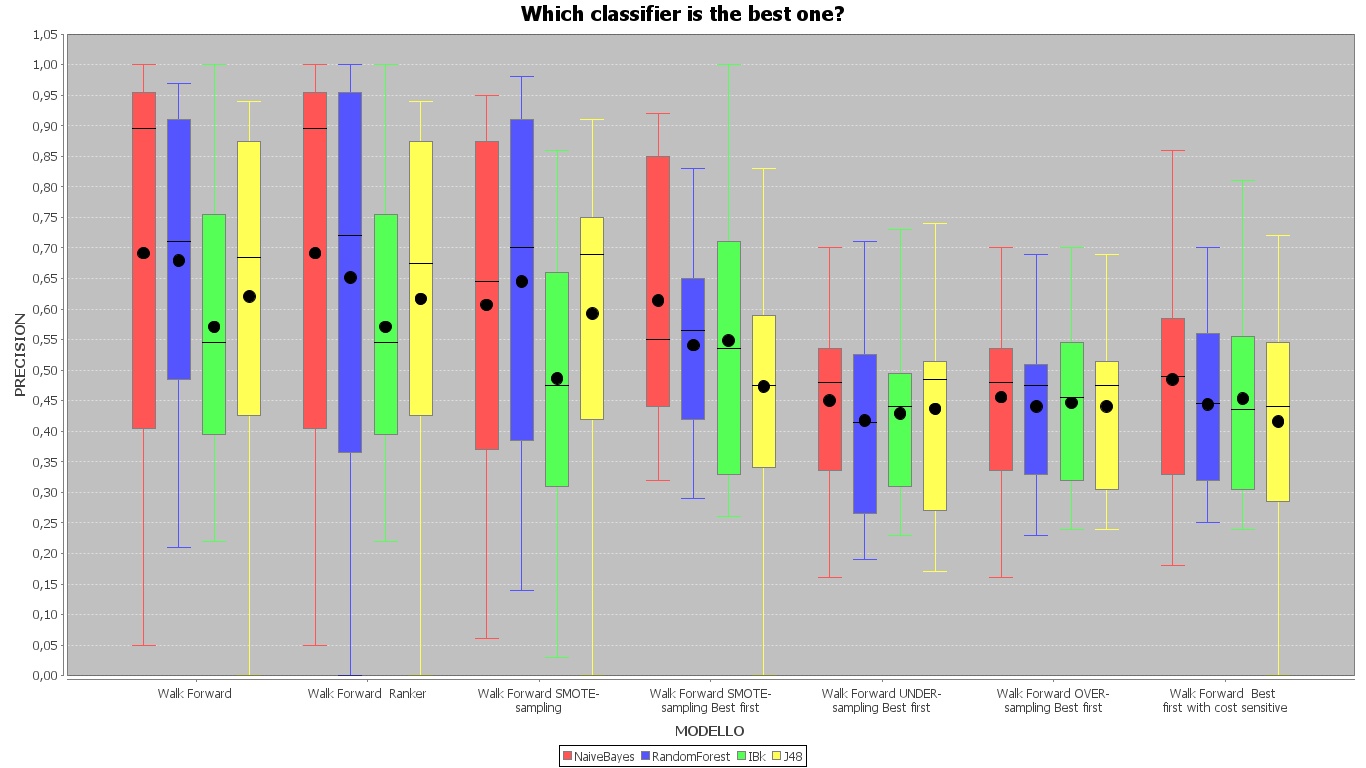 Which classifier is the best one?
1,05
1,00
0,95
0,90
0,85
0,80
0,75
0,70
0,65
0,60
0,55
0,50
0,45
0,40
0,35
0,30
0,25
0,20
0,15
0,10
0,05
0,00
PRECISION
Walk Forward
Walk Forward Ranker
Walk Forward SMOTE-
sampling
Walk Forward SMOTE-
sampling Best first
Walk Forward UNDER-
sampling Best first
Walk Forward OVER-
sampling Best first
Walk Forward Best
first with cost sensitive
MODELLO
NaiveBayes RandomForest IBk J48